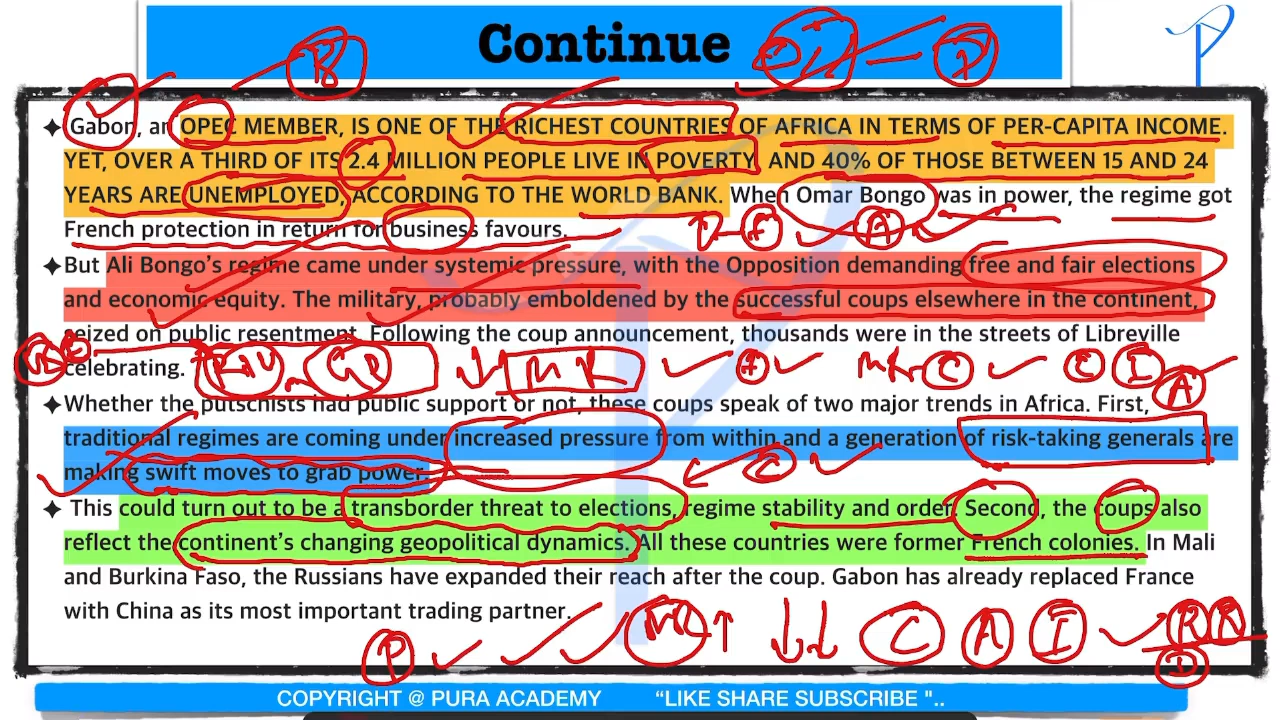 Continue
Gabon, an OPEC MEMBER, IS ONE OF THE RICHEST COUNTRIES OF AFRICA IN TERMS OF PER-CAPITA INCOME.
YET, OVER A THIRD OF ITS 2.4 MILLION PEOPLE LIVE IN POVERTY AND 40% OF THOSE BETWEEN 15 AND 24
YEARS ARE UNEMPLOYED, ACCORDING TO THE WORLD BANK. When Omar Bongo was in power, the regime got
French protection in return for business favours.
But Ali Bongo's regime came under systemic pressure, with the Opposition demanding free and fair elections
and economic equity. The military, probably emboldened by the successful coups elsewhere in the continent,
seized on public resentment. Following the coup announcement, thousands were in the streets of Libreville
celebrating.
Whether the putschists had public support or not, these coups speak of two major trends in Africa. First,
traditional regimes are coming under increased pressure from within and a generation of risk-taking generals are
making swift moves to grab power.
This could turn out to be a transborder threat to elections, regime stability and order. Second, the coups also
reflect the continent's changing geopolitical dynamics. All these countries were former French colonies. In Mali
and Burkina Faso, the Russians have expanded their reach after the coup. Gabon has already replaced France
with China as its most important trading partner.
COPYRIGHT @ PURA ACADEMY "LIKE SHARE SUBSCRIBE "..